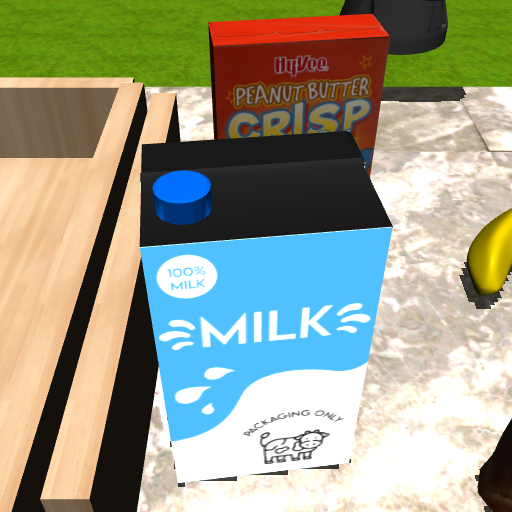 HyVee
PEANUT BUTTER
CRISP
100%
MILK
MILK
PACKAGING ONLY